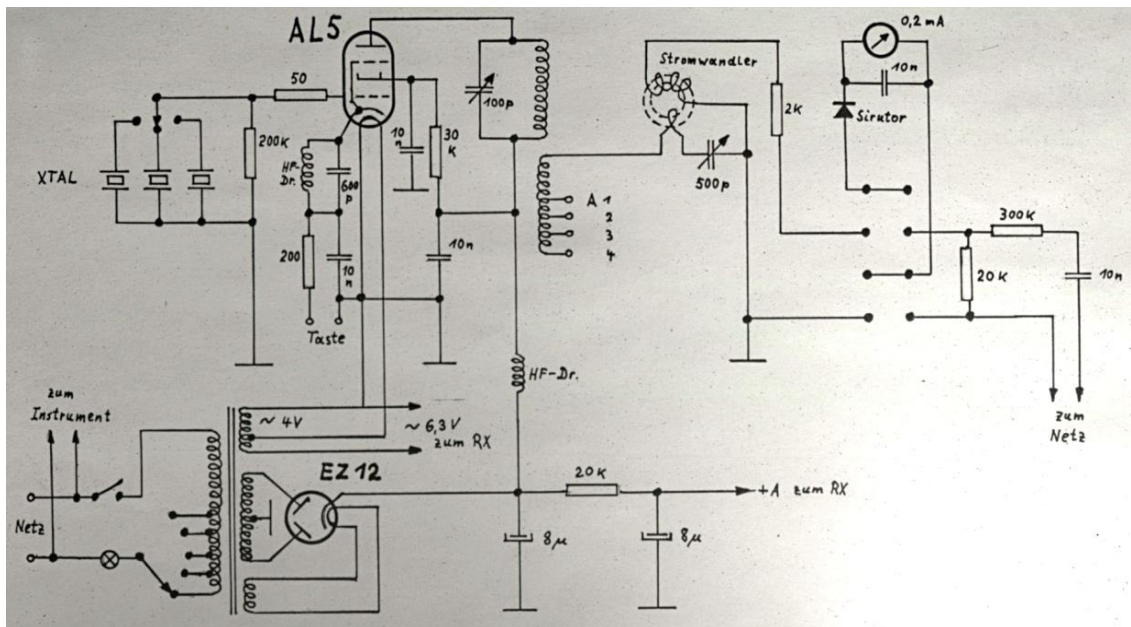 AL5
0,2 mA
Stromwandler
10n
50
100p
2K
Sirutor
200K
10
n
30
K
HF-
Dr.
600
p
XTAL
500p
A 1
2
3
4
300K
200
10
n
10n
20K
10n
Taste
HF-Dr.
zum
Netz
zum
Instrument
~ 4V
~ 6,3 V
zum RX
EZ 12
20K
+A zum RX
Netz
8µ
8µ